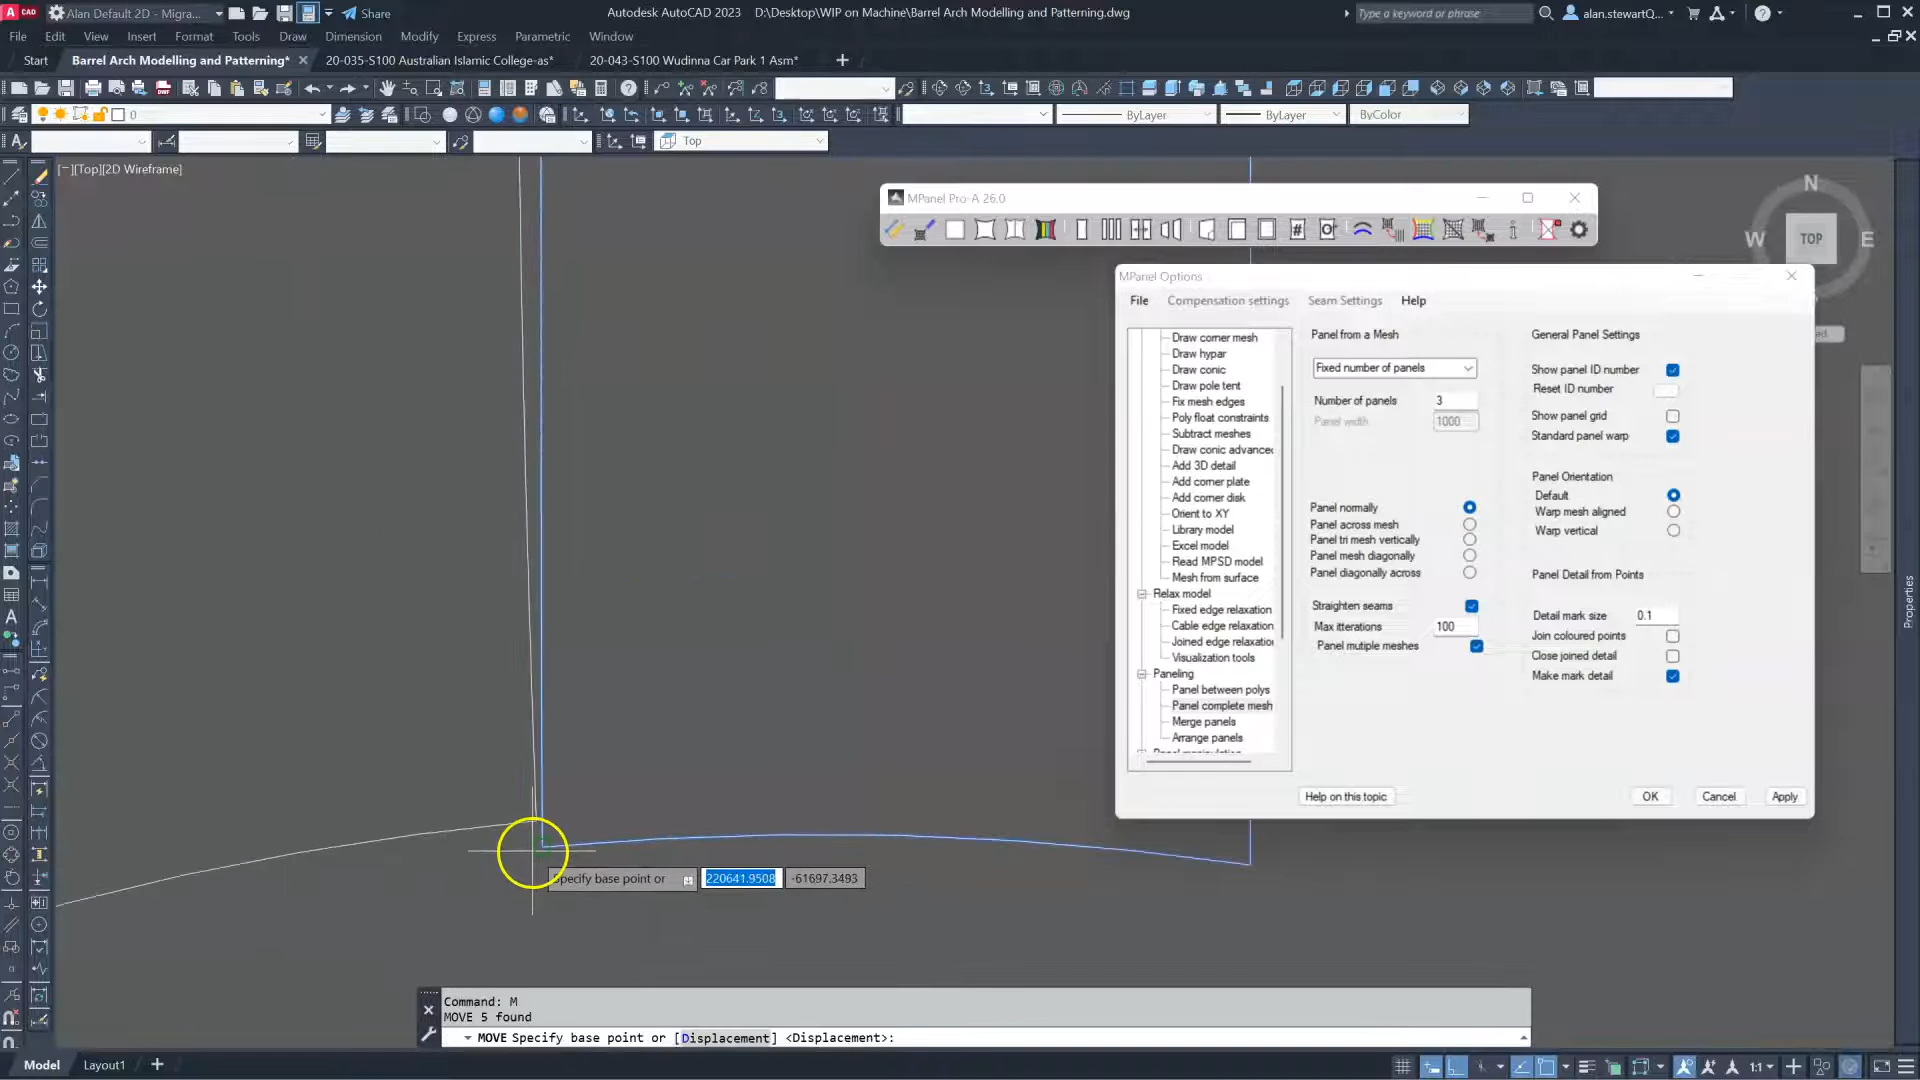 CAD
Alan Default 2D - Migra...
Share
Autodesk AutoCAD 2023 D:\Desktop\WIP on Machine\Barrel Arch Modelling and Patterning.dwg
Type a keyword or phrase
alan.stewartQ...
File Edit View Insert Format Tools Draw Dimension Modify Express Parametric Window
Start Barrel Arch Modelling and Patterning* 20-035-S100 Australian Islamic College-as* 20-043-S100 Wudinna Car Park 1 Asm*
0 ByLayer ByLayer ByColor
Top
[−][Top][2D Wireframe]
N
W TOP E
MPanel Pro-A 26.0
MPanel Options
File Compensation settings Seam Settings Help
Draw corner mesh
Draw hypar
Draw conic
Draw pole tent
Fix mesh edges
Poly float constraints
Subtract meshes
Draw conic advanced
Add 3D detail
Add corner plate
Add corner disk
Orient to XY
Library model
Excel model
Read MPSD model
Mesh from surface
Relax model
Fixed edge relaxation
Cable edge relaxation
Joined edge relaxatio
Visualization tools
Paneling
Panel between polys
Panel complete mesh
Merge panels
Arrange panels
Panel from a Mesh
Fixed number of panels
Number of panels 3
Panel width 1000
Panel normally
Panel across mesh
Panel tri mesh vertically
Panel mesh diagonally
Panel diagonally across
Straighten seams
Max itterations 100
Panel mutiple meshes
General Panel Settings
Show panel ID number
Reset ID number
Show panel grid
Standard panel warp
Panel Orientation
Default
Warp mesh aligned
Warp vertical
Panel Detail from Points
Detail mark size 0.1
Join coloured points
Close joined detail
Make mark detail
Help on this topic OK Cancel Apply
Properties
Specify base point or 220641.9508 -61697.3493
Command: M
MOVE 5 found
MOVE Specify base point or [Displacement] <Displacement>:
Model Layout1
1:1